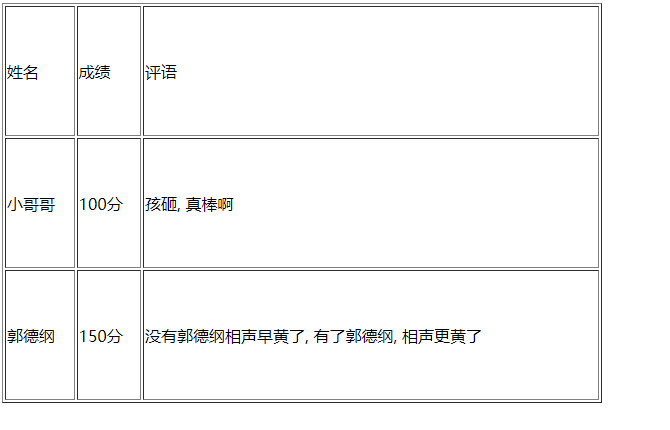 姓名 成绩 评语
小哥哥 100分 孩砸, 真棒啊
郭德纲 150分 没有郭德纲相声早黄了, 有了郭德纲, 相声更黄了